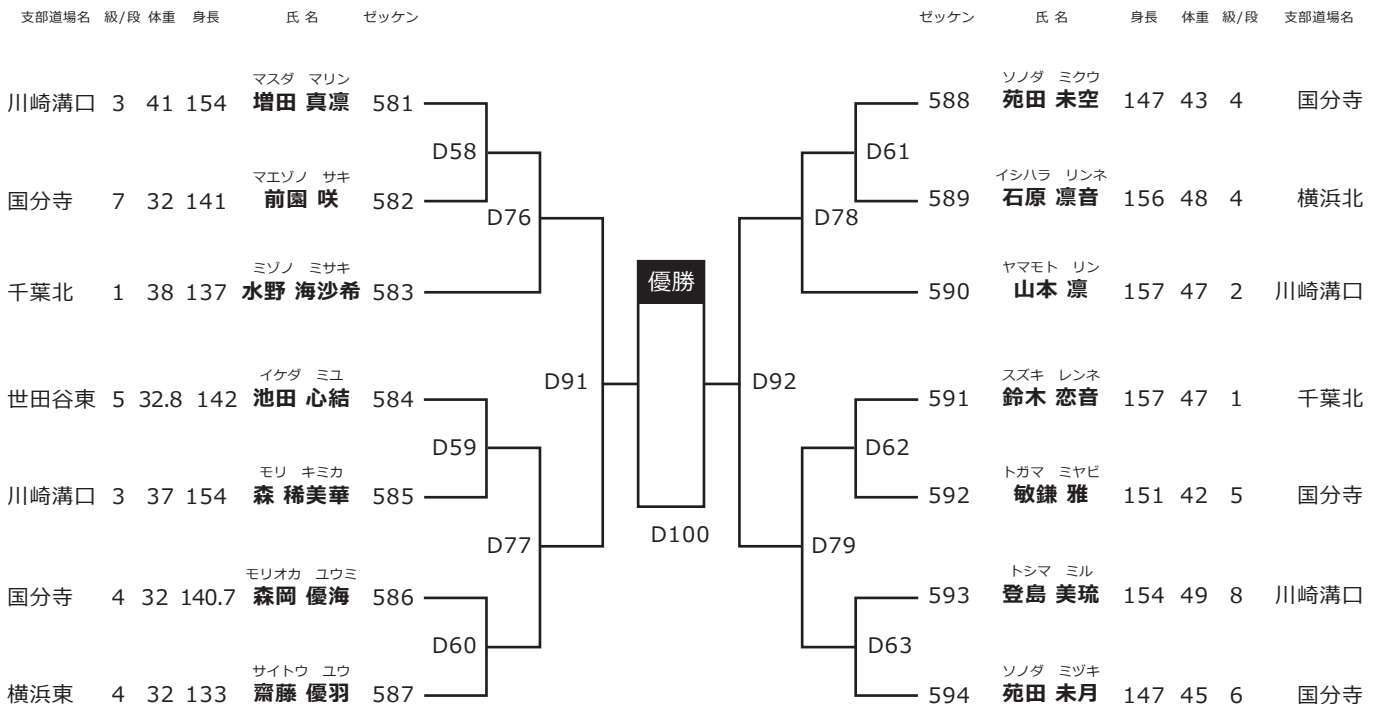 支部道場名 級/段 体重 身長 氏 名 ゼッケン
ゼッケン 氏 名 身長 体重 級/段 支部道場名
マスダ マリン
川崎溝口 3 41 154 増田 真凛 581
ソノダ ミクウ
588 苑田 未空 147 43 4 国分寺
D58
D61
マエゾノ サキ
国分寺 7 32 141 前園 咲 582
イシハラ リンネ
589 石原 凛音 156 48 4 横浜北
D76
D78
ミゾノ ミサキ
千葉北 1 38 137 水野 海沙希 583
優勝
ヤマモト リン
590 山本 凛 157 47 2 川崎溝口
D91
D92
イケダ ミユ
世田谷東 5 32.8 142 池田 心結 584
スズキ レンネ
591 鈴木 恋音 157 47 1 千葉北
D59
D62
モリ キミカ
川崎溝口 3 37 154 森 稀美華 585
トガマ ミヤビ
592 敏鎌 雅 151 42 5 国分寺
D100
D77
D79
モリオカ ユウミ
国分寺 4 32 140.7 森岡 優海 586
トシマ ミル
593 登島 美琉 154 49 8 川崎溝口
D60
D63
サイトウ ユウ
横浜東 4 32 133 齋藤 優羽 587
ソノダ ミヅキ
594 苑田 未月 147 45 6 国分寺